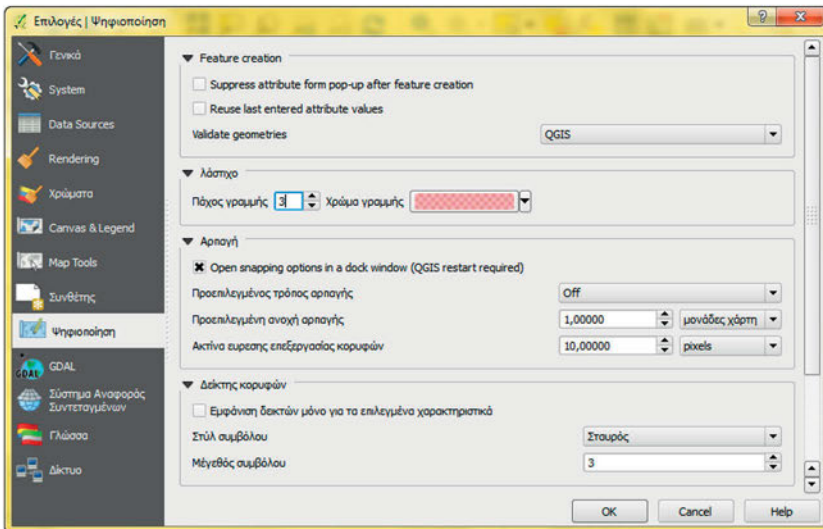 Επιλογές | Ψηφιοποίηση
Γενικά
System
Data Sources
Rendering
Χρώματα
Canvas & Legend
Map Tools
Συνθέτης
Ψηφιοποίηση
GDAL
Σύστημα Αναφοράς
Συντεταγμένων
Γλώσσα
Δίκτυο
Feature creation
Suppress attribute form pop-up after feature creation
Reuse last entered attribute values
Validate geometries QGIS
λάστιχο
Πάχος γραμμής 3 Χρώμα γραμμής
Αρπαγή
Open snapping options in a dock window (QGIS restart required)
Προεπιλεγμένος τρόπος αρπαγής Off
Προεπιλεγμένη ανοχή αρπαγής 1,00000 μονάδες χάρτη
Ακτίνα ευρεσης επεξεργασίας κορυφών 10,00000 pixels
Δείκτης κορυφών
Εμφάνιση δεικτών μόνο για τα επιλεγμένα χαρακτηριστικά
Στύλ συμβόλου Σταυρός
Μέγεθός συμβόλου 3
OK Cancel Help